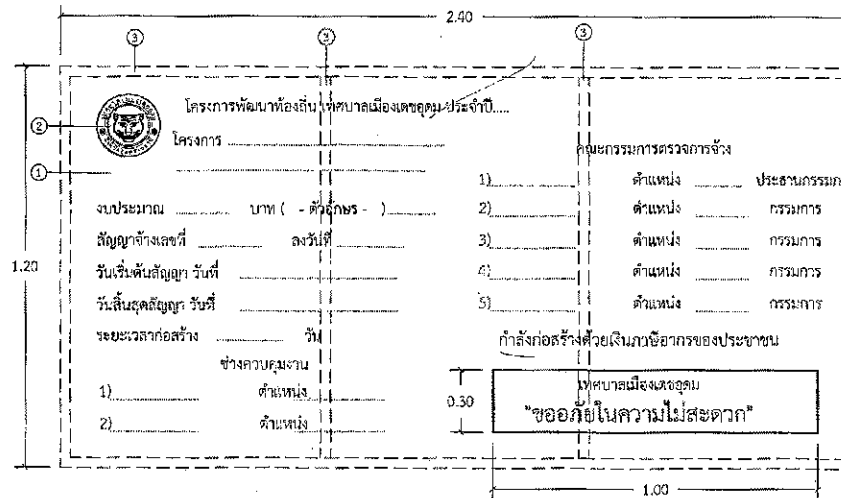 2.40
③ ③ ③
โครงการพัฒนาท้องถิ่น เทศบาลเมืองเดชอุดม ประจำปี.....
②
โครงการ
①
งบประมาณ ........ บาท ( - ตัวอักษร - )........
สัญญาจ้างเลขที่ ........ ลงวันที่ ........
วันเริ่มต้นสัญญา วันที่ ........
วันสิ้นสุดสัญญา วันที่ ........
ระยะเวลาก่อสร้าง ........ วัน
ช่างควบคุมงาน
1)........ ตำแหน่ง ........
2)........ ตำแหน่ง ........
1.20
คณะกรรมการตรวจการจ้าง
1)........ ตำแหน่ง ........ ประธานกรรมก
2)........ ตำแหน่ง ........ กรรมการ
3)........ ตำแหน่ง ........ กรรมการ
4)........ ตำแหน่ง ........ กรรมการ
5)........ ตำแหน่ง ........ กรรมการ
กำลังก่อสร้างด้วยเงินภาษีอากรของประชาชน
เทศบาลเมืองเดชอุดม
"ขออภัยในความไม่สะดวก"
0.30
1.00